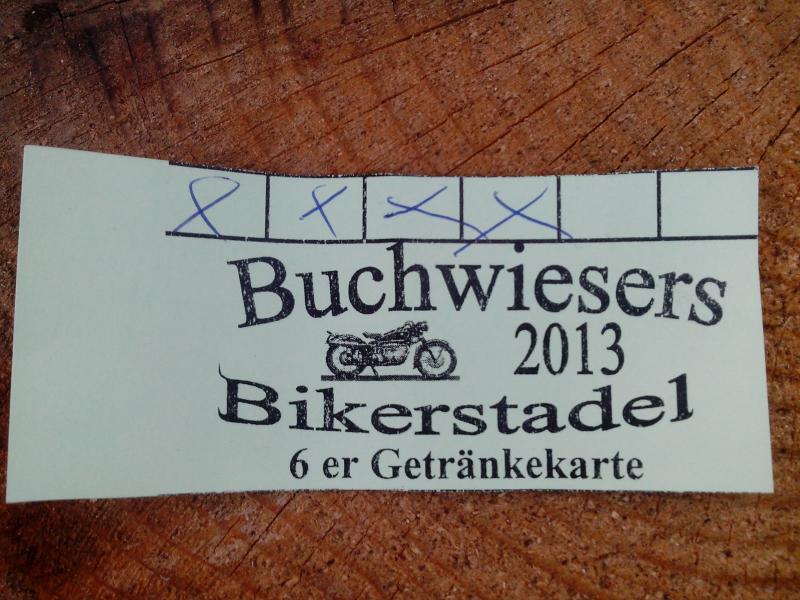 Buchwiesers
2013
Bikerstadel
6 er Getränkekarte